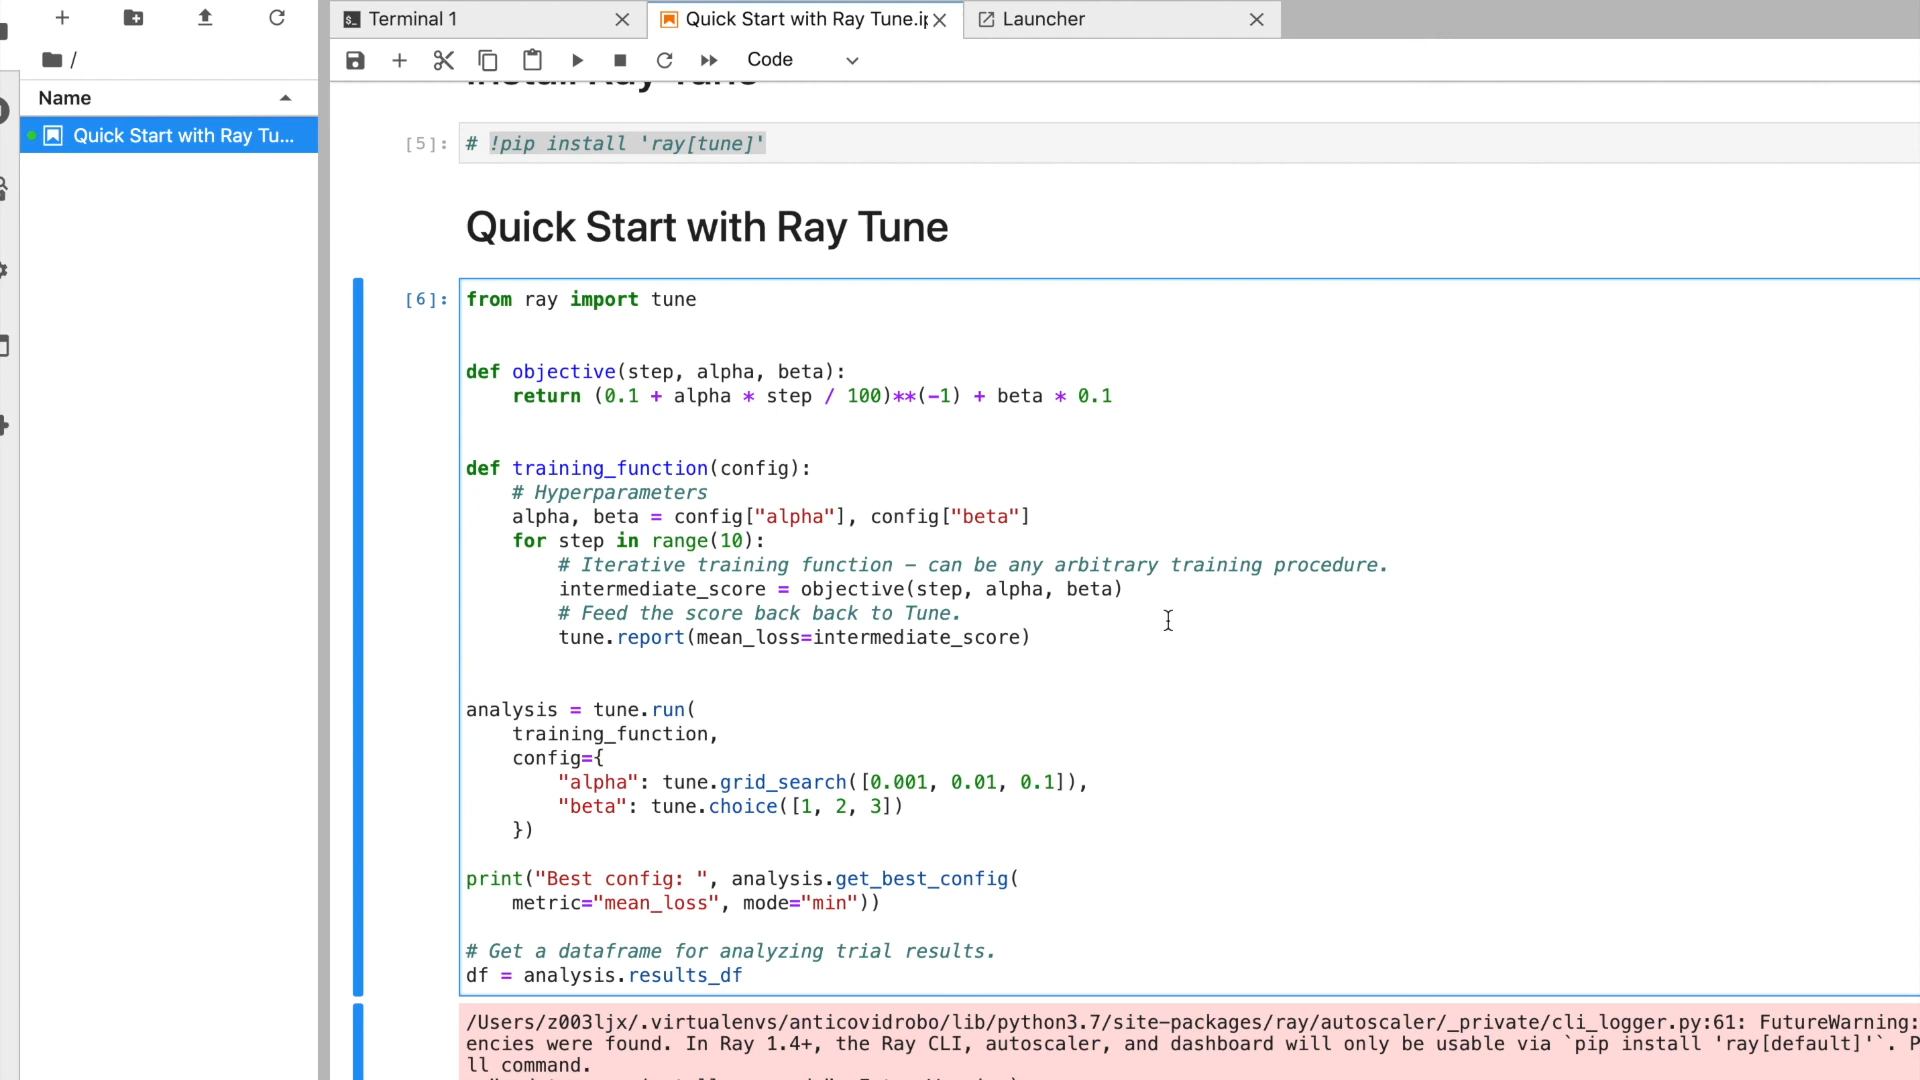 Terminal 1
Quick Start with Ray Tune.ip
Launcher
/
Code
Name
Quick Start with Ray Tu...
Install Ray Tune
[5]: # !pip install 'ray[tune]'
Quick Start with Ray Tune
[6]: from ray import tune
def objective(step, alpha, beta):
    return (0.1 + alpha * step / 100)**(-1) + beta * 0.1
def training_function(config):
    # Hyperparameters
    alpha, beta = config["alpha"], config["beta"]
    for step in range(10):
        # Iterative training function – can be any arbitrary training procedure.
        intermediate_score = objective(step, alpha, beta)
        # Feed the score back back to Tune.
        tune.report(mean_loss=intermediate_score)
analysis = tune.run(
    training_function,
    config={
        "alpha": tune.grid_search([0.001, 0.01, 0.1]),
        "beta": tune.choice([1, 2, 3])
    })
print("Best config: ", analysis.get_best_config(
    metric="mean_loss", mode="min"))
# Get a dataframe for analyzing trial results.
df = analysis.results_df
/Users/z003ljx/.virtualenvs/anticovidrobo/lib/python3.7/site-packages/ray/autoscaler/_private/cli_logger.py:61: FutureWarning:
encies were found. In Ray 1.4+, the Ray CLI, autoscaler, and dashboard will only be usable via `pip install 'ray[default]'`. P
ll command.